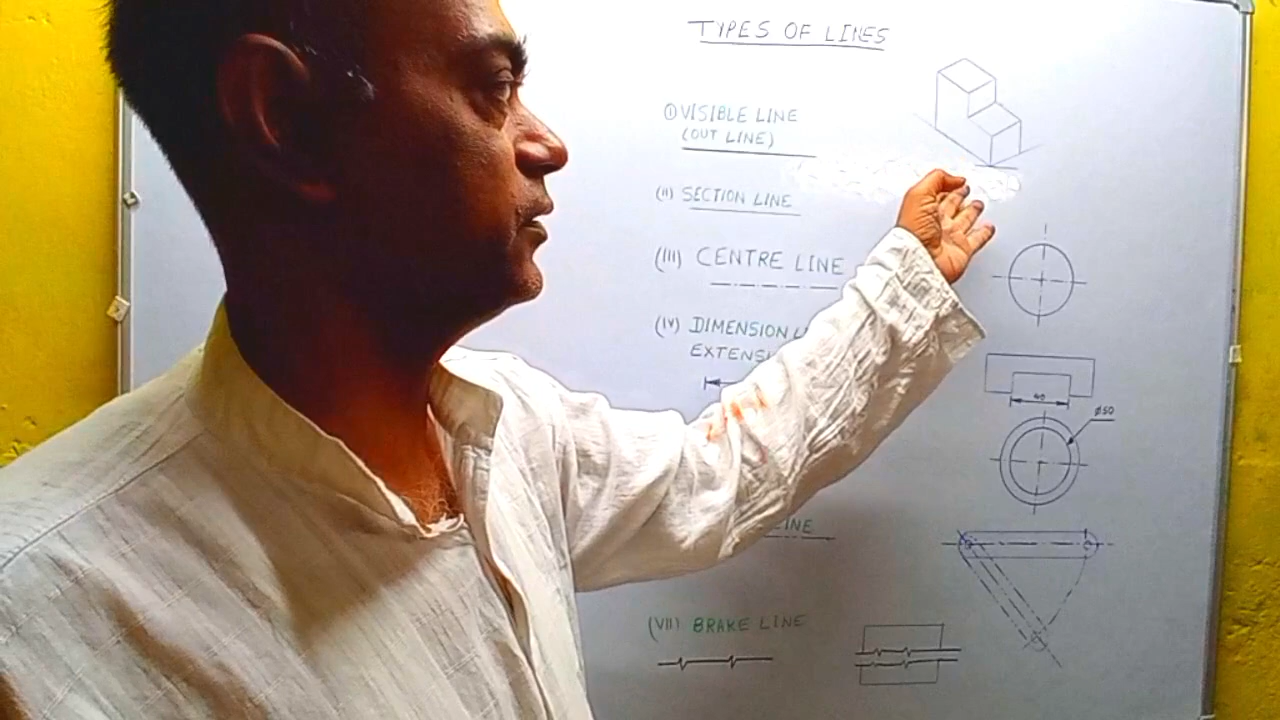 TYPES OF LINES
(I) VISIBLE LINE
(OUT LINE)
(II) SECTION LINE
(III) CENTRE LINE
(IV) DIMENSION
40
Ø50
LINE
(VII) BRAKE LINE